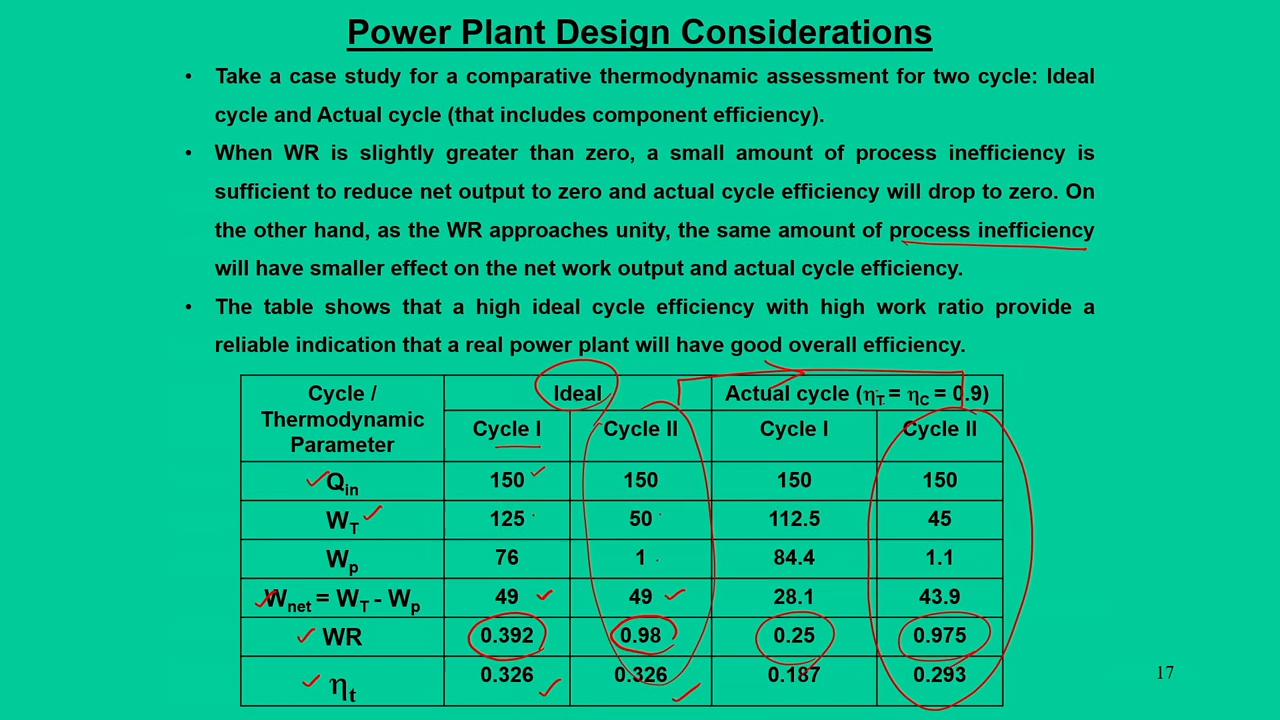 Power Plant Design Considerations
• Take a case study for a comparative thermodynamic assessment for two cycle: Ideal
cycle and Actual cycle (that includes component efficiency).
• When WR is slightly greater than zero, a small amount of process inefficiency is
sufficient to reduce net output to zero and actual cycle efficiency will drop to zero. On
the other hand, as the WR approaches unity, the same amount of process inefficiency
will have smaller effect on the net work output and actual cycle efficiency.
• The table shows that a high ideal cycle efficiency with high work ratio provide a
reliable indication that a real power plant will have good overall efficiency.
Cycle / Thermodynamic Parameter Ideal Actual cycle (ηT = ηC = 0.9)
Cycle I Cycle II Cycle I Cycle II
Qin 150 150 150 150
WT 125 50 112.5 45
Wp 76 1 84.4 1.1
Wnet = WT - Wp 49 49 28.1 43.9
WR 0.392 0.98 0.25 0.975
ηt 0.326 0.326 0.187 0.293
17